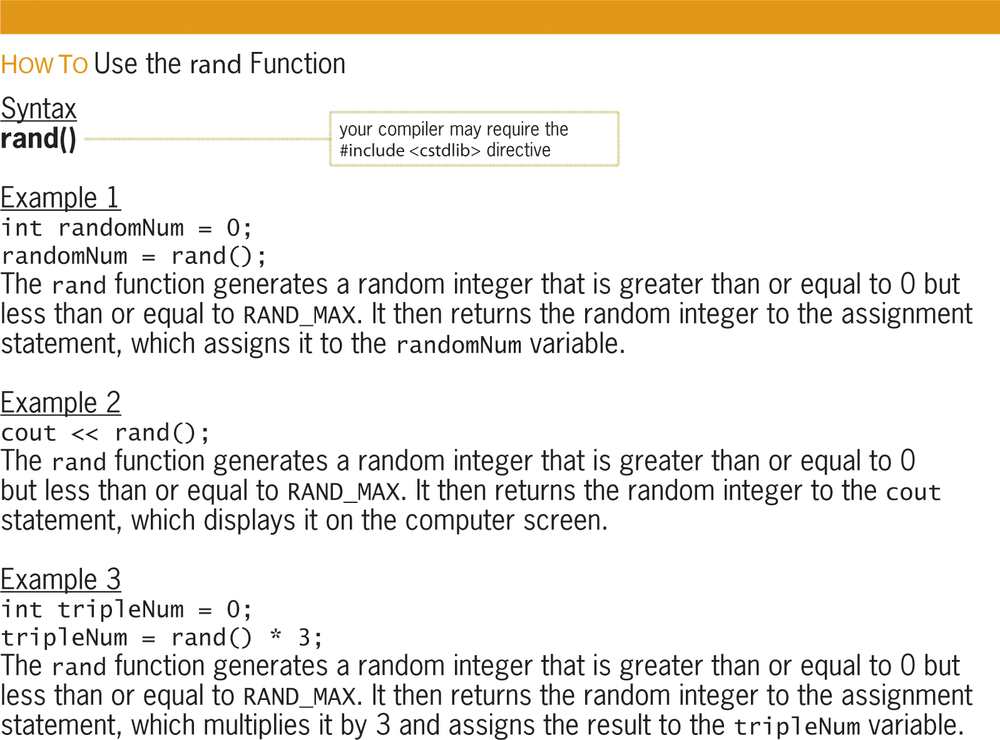 HOW TO Use the rand Function
Syntax
rand()
your compiler may require the
#include <cstdlib> directive
Example 1
int randomNum = 0;
randomNum = rand();
The rand function generates a random integer that is greater than or equal to 0 but
less than or equal to RAND_MAX. It then returns the random integer to the assignment
statement, which assigns it to the randomNum variable.
Example 2
cout << rand();
The rand function generates a random integer that is greater than or equal to 0
but less than or equal to RAND_MAX. It then returns the random integer to the cout
statement, which displays it on the computer screen.
Example 3
int tripleNum = 0;
tripleNum = rand() * 3;
The rand function generates a random integer that is greater than or equal to 0 but
less than or equal to RAND_MAX. It then returns the random integer to the assignment
statement, which multiplies it by 3 and assigns the result to the tripleNum variable.